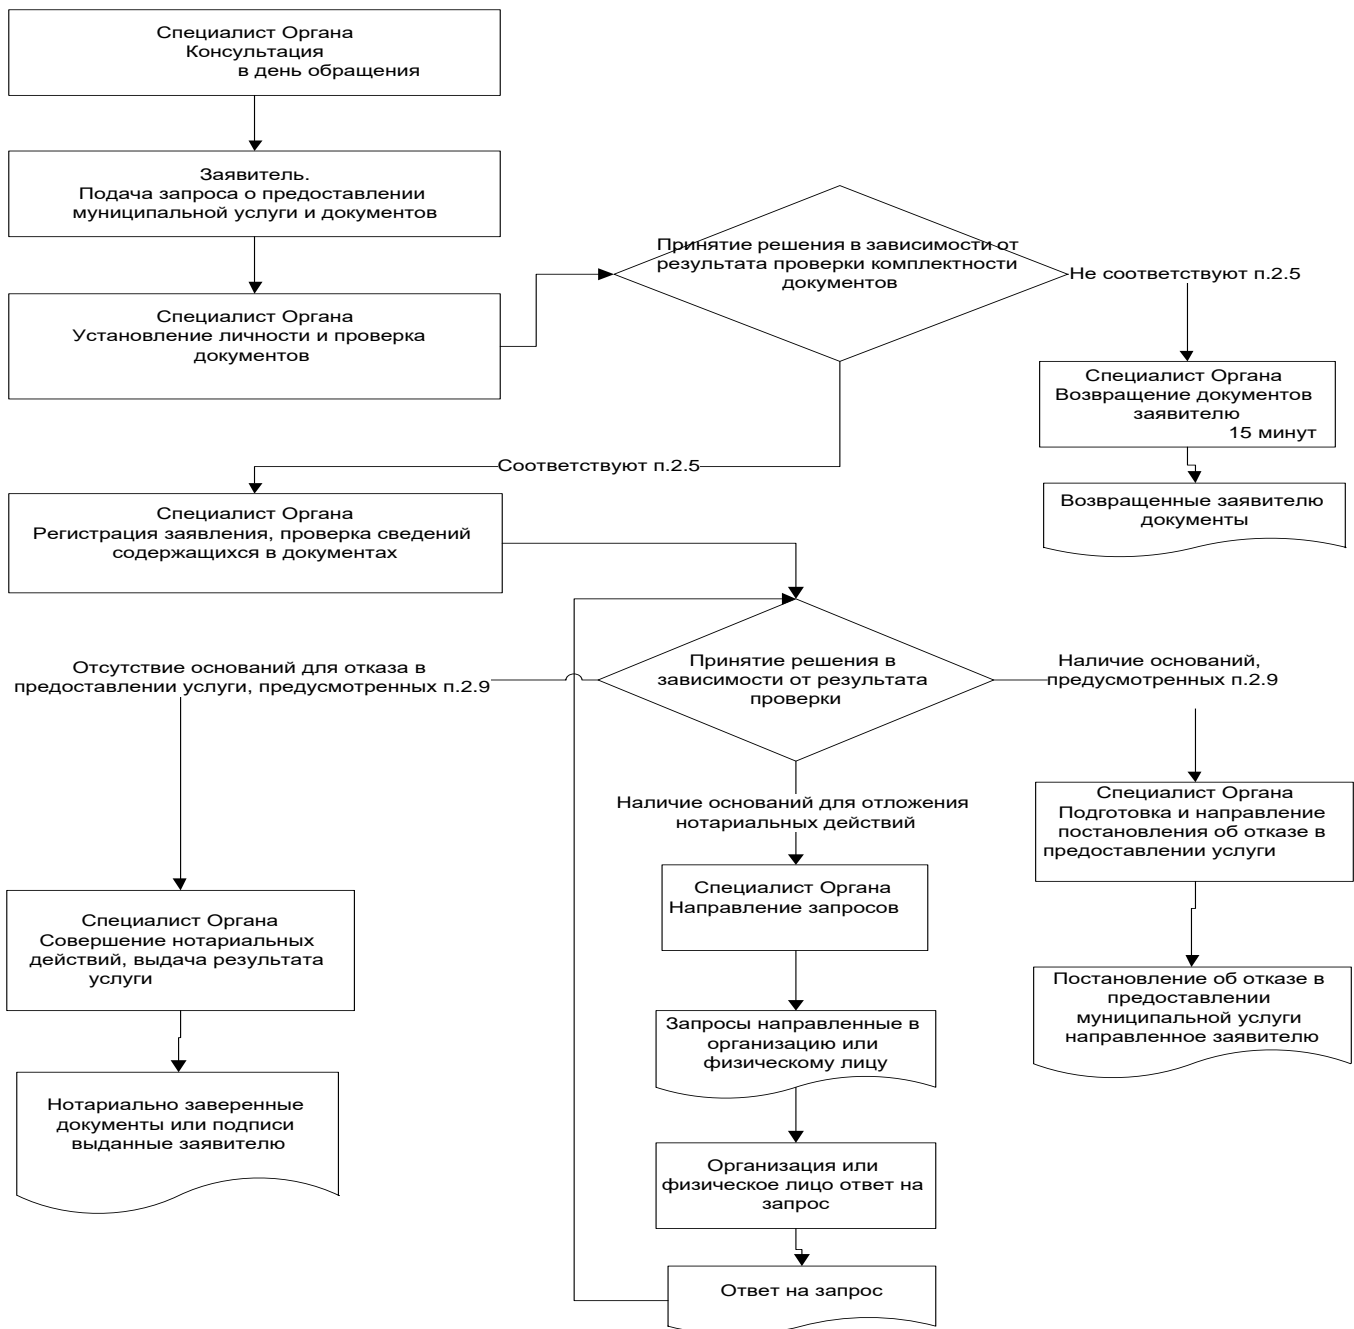 Специалист Органа
Консультация
в день обращения
Заявитель.
Подача запроса о предоставлении
муниципальной услуги и документов
Специалист Органа
Установление личности и проверка
документов
Принятие решения в зависимости от
результата проверки комплектности
документов
Не соответствуют п.2.5
Специалист Органа
Возвращение документов
заявителю
15 минут
Возвращенные заявителю
документы
Соответствуют п.2.5
Специалист Органа
Регистрация заявления, проверка сведений
содержащихся в документах
Принятие решения в
зависимости от результата
проверки
Отсутствие оснований для отказа в
предоставлении услуги, предусмотренных п.2.9
Наличие оснований,
предусмотренных п.2.9
Наличие оснований для отложения
нотариальных действий
Специалист Органа
Подготовка и направление
постановления об отказе в
предоставлении услуги
Специалист Органа
Направление запросов
Специалист Органа
Совершение нотариальных
действий, выдача результата
услуги
Постановление об отказе в
предоставлении
муниципальной услуги
направленное заявителю
Запросы направленные в
организацию или
физическому лицу
Нотариально заверенные
документы или подписи
выданные заявителю
Организация или
физическое лицо ответ на
запрос
Ответ на запрос